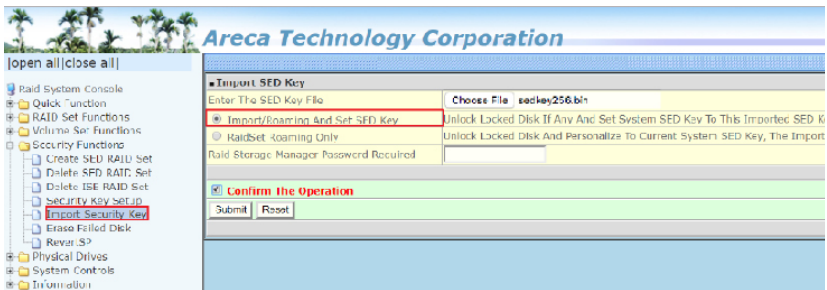 Areca Technology Corporation
|open all|close all|
Raid System Console
Quick Function
RAID Set Functions
Volume Set Functions
Security Functions
Create SED RAID Set
Delete SED RAID Set
Delete ISE RAID Set
Security Key Setup
Import Security Key
Erase Failed Disk
RevertSP
Physical Drives
System Controls
Information
Import SED Key
Enter The SED Key File
Choose File sedkey256.bin
Import/Roaming And Set SED Key
Unlock Locked Disk If Any And Set System SED Key To This Imported SED K
RaidSet Roaming Only
Unlock Locked Disk And Personalize To Current System SED Key, The Import
Raid Storage Manager Password Required
Confirm The Operation
Submit Reset